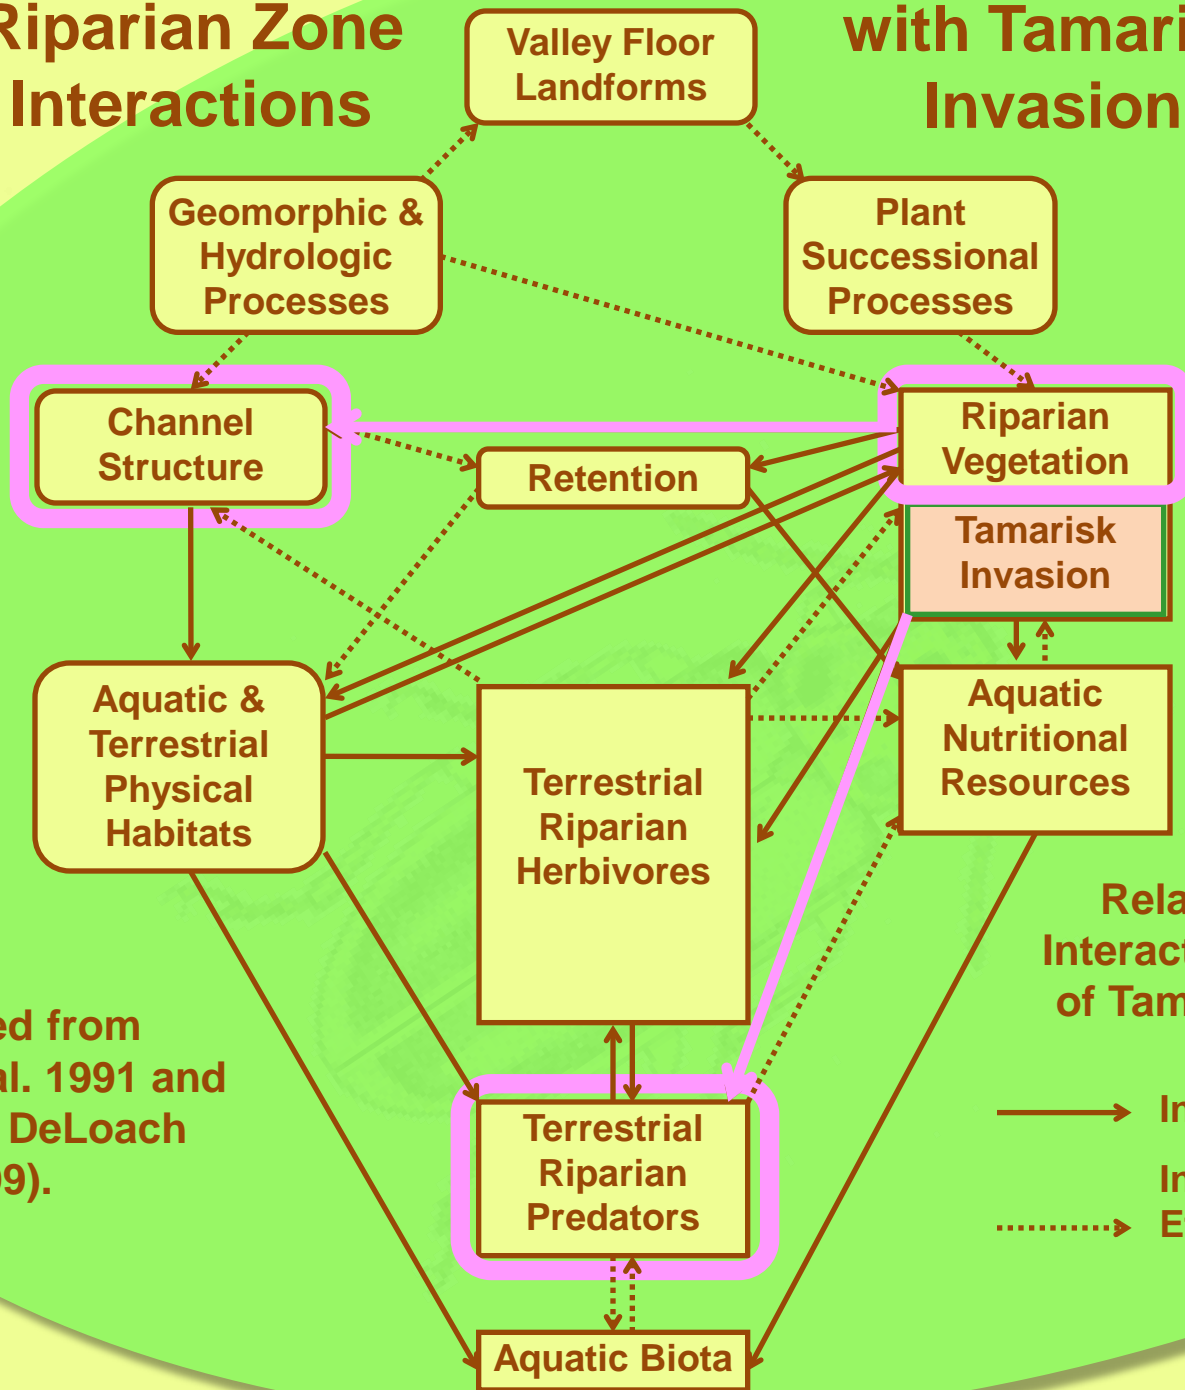 Riparian Zone
Interactions
with Tamari
Invasion
Valley Floor
Landforms
Geomorphic &
Hydrologic
Processes
Plant
Successional
Processes
Channel
Structure
Retention
Riparian
Vegetation
Tamarisk
Invasion
Aquatic &
Terrestrial
Physical
Habitats
Terrestrial
Riparian
Herbivores
Aquatic
Nutritional
Resources
Rela
Interact
of Tam
ed from
al. 1991 and
DeLoach
99).
Terrestrial
Riparian
Predators
In
In
E
Aquatic Biota